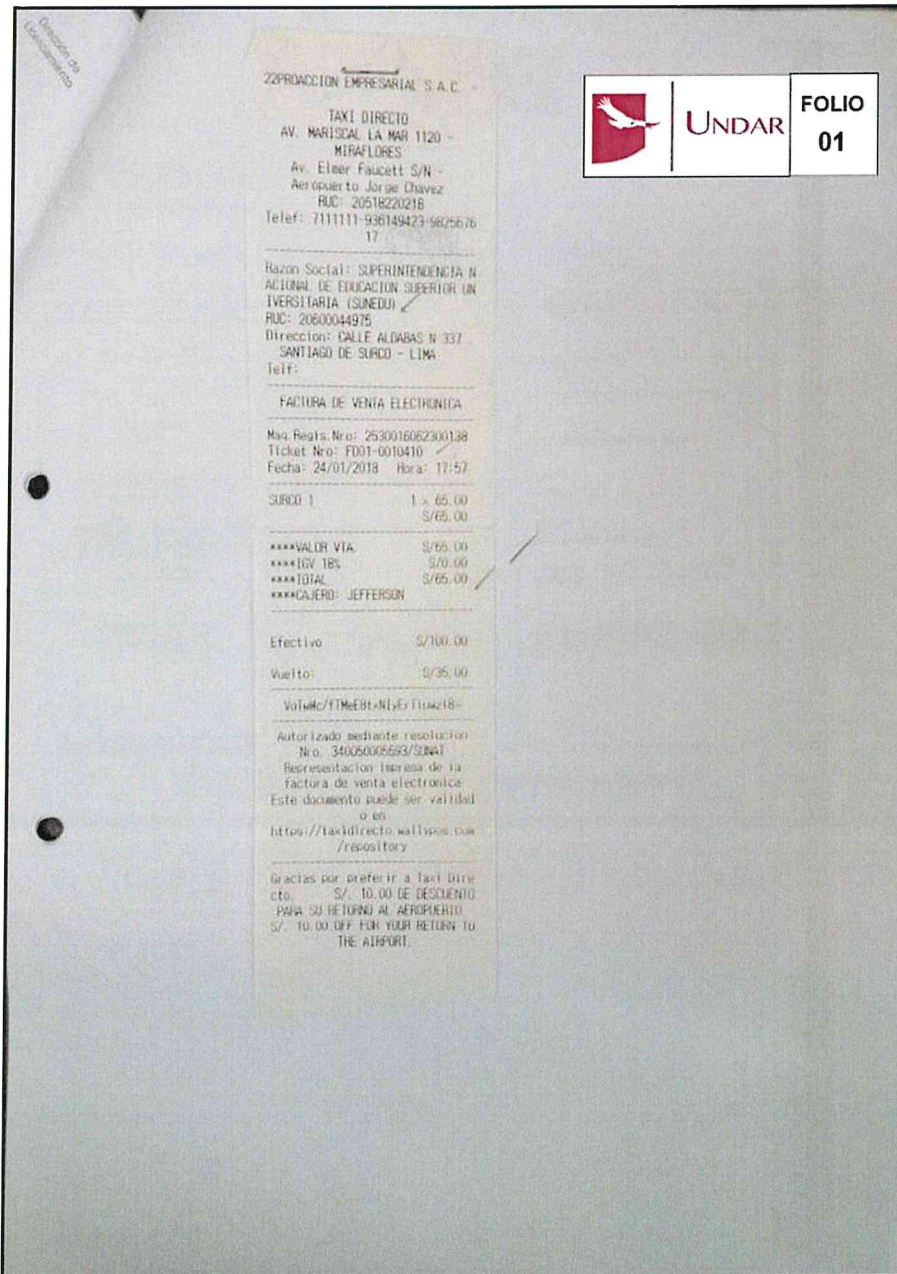 Dirección de
Licenciamiento
UNDAR
FOLIO
01
22PROACCION EMPRESARIAL S.A.C. -
TAXI DIRECTO
AV. MARISCAL LA MAR 1120 -
MIRAFLORES
Av. Elmer Faucett S/N -
Aeropuerto Jorge Chavez
RUC: 20518220218
Telef: 7111111-936149423-9825676
17
Razon Social: SUPERINTENDENCIA N
ACIONAL DE EDUCACION SUPERIOR UN
IVERSITARIA (SUNEDU)
RUC: 20600044975
Direccion: CALLE ALDABAS N 337
SANTIAGO DE SURCO - LIMA
Telf:
FACTURA DE VENTA ELECTRONICA
Maq.Regis.Nro: 2530016062300138
Ticket Nro: FD01-0010410
Fecha: 24/01/2018 Hora: 17:57
SURCO 1 1 x 65.00
S/65.00
****VALOR VTA S/65.00
****IGV 18% S/0.00
****TOTAL S/65.00
****CAJERO: JEFFERSON
Efectivo S/100.00
Vuelto: S/35.00
Autorizado mediante resolucion
Nro. 340050005593/SUNAT
Representacion impresa de la
factura de venta electronica
Este documento puede ser validad
o en
https://taxidirecto.wallypos.com
/repository
Gracias por preferir a Taxi Dire
cto. S/. 10.00 DE DESCUENTO
PARA SU RETORNO AL AEROPUERTO
S/. 10.00 OFF FOR YOUR RETURN TO
THE AIRPORT.